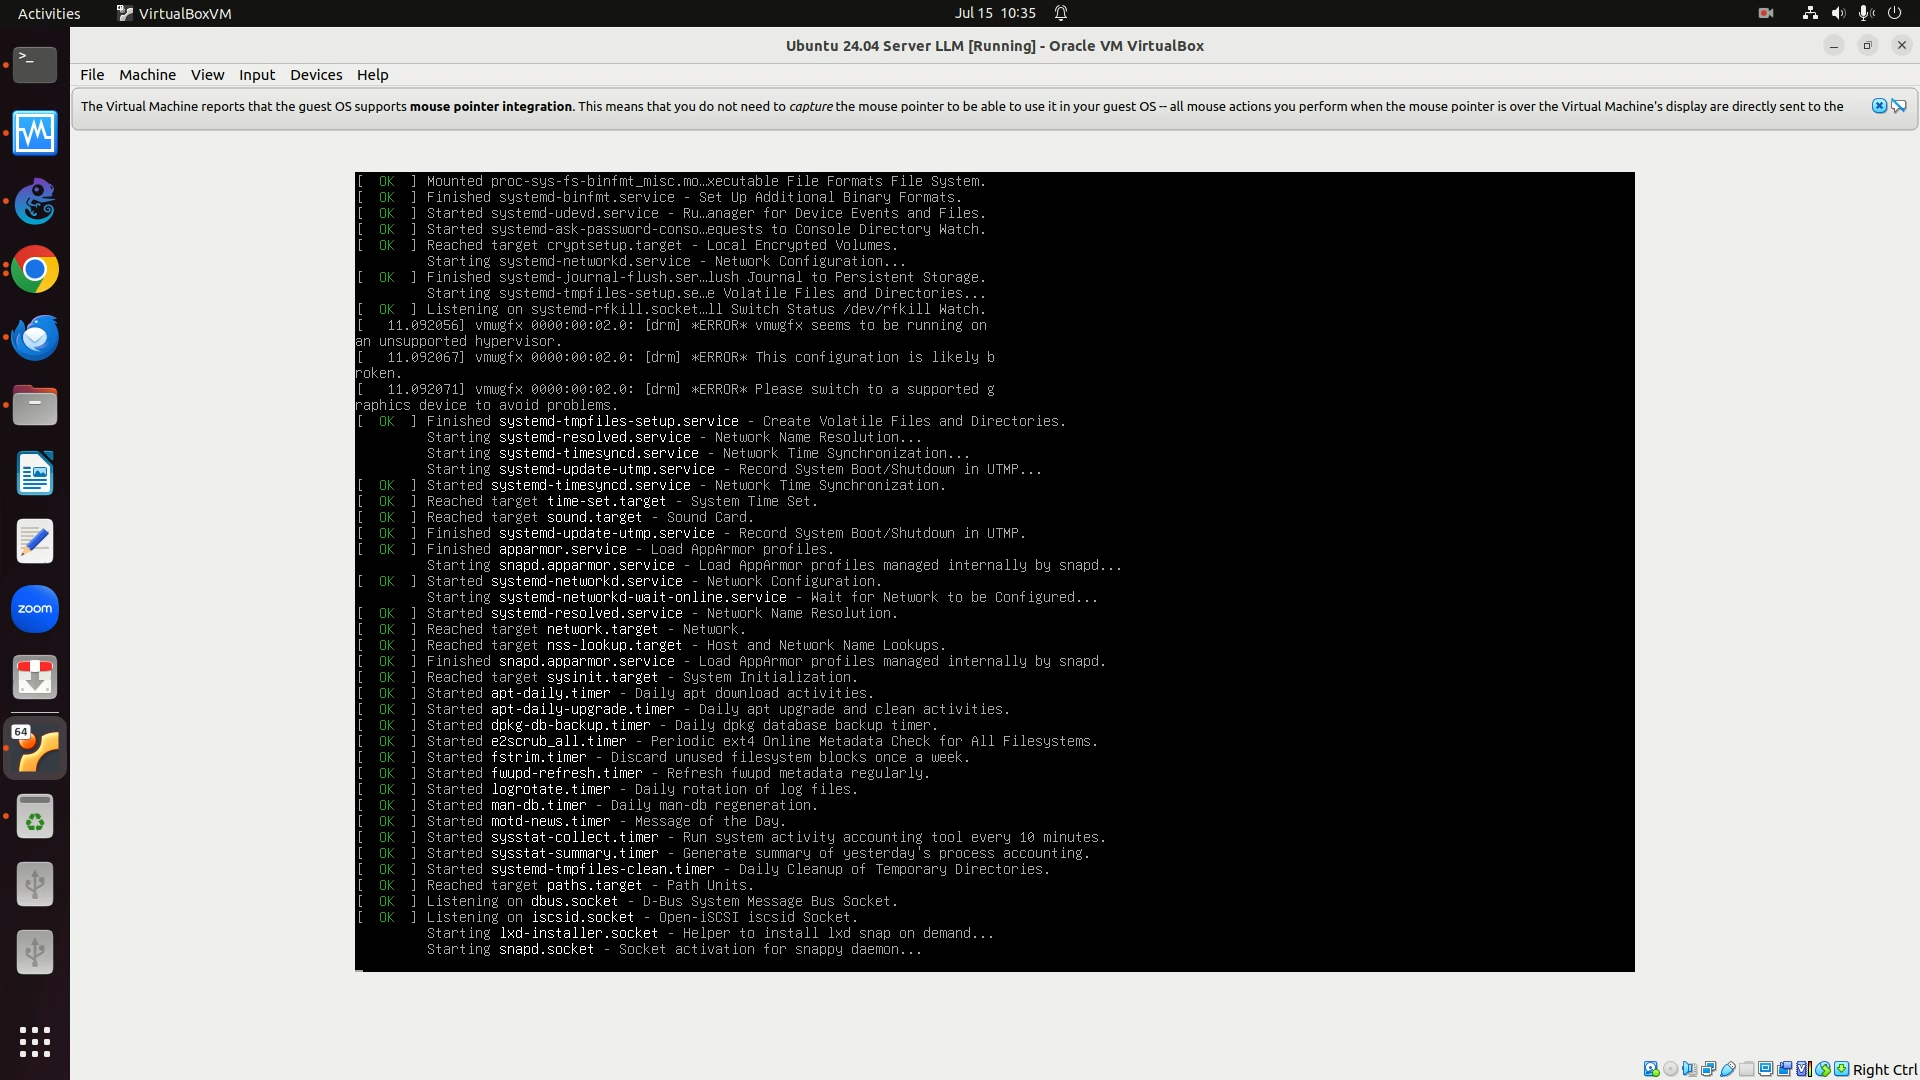 Activities
VirtualBoxVM
Jul 15 10:35
Ubuntu 24.04 Server LLM [Running] - Oracle VM VirtualBox
File Machine View Input Devices Help
The Virtual Machine reports that the guest OS supports mouse pointer integration. This means that you do not need to capture the mouse pointer to be able to use it in your guest OS -- all mouse actions you perform when the mouse pointer is over the Virtual Machine's display are directly sent to the
[ OK ] Mounted proc-sys-fs-binfmt_misc.mo…xecutable File Formats File System.
[ OK ] Finished systemd-binfmt.service - Set Up Additional Binary Formats.
[ OK ] Started systemd-udevd.service - Ru…anager for Device Events and Files.
[ OK ] Started systemd-ask-password-conso…equests to Console Directory Watch.
[ OK ] Reached target cryptsetup.target - Local Encrypted Volumes.
Starting systemd-networkd.service - Network Configuration...
[ OK ] Finished systemd-journal-flush.ser…lush Journal to Persistent Storage.
Starting systemd-tmpfiles-setup.se…e Volatile Files and Directories...
[ OK ] Listening on systemd-rfkill.socket…ll Switch Status /dev/rfkill Watch.
[ 11.092056] vmwgfx 0000:00:02.0: [drm] *ERROR* vmwgfx seems to be running on
an unsupported hypervisor.
[ 11.092067] vmwgfx 0000:00:02.0: [drm] *ERROR* This configuration is likely b
roken.
[ 11.092071] vmwgfx 0000:00:02.0: [drm] *ERROR* Please switch to a supported g
raphics device to avoid problems.
[ OK ] Finished systemd-tmpfiles-setup.service - Create Volatile Files and Directories.
Starting systemd-resolved.service - Network Name Resolution...
Starting systemd-timesyncd.service - Network Time Synchronization...
Starting systemd-update-utmp.service - Record System Boot/Shutdown in UTMP...
[ OK ] Started systemd-timesyncd.service - Network Time Synchronization.
[ OK ] Reached target time-set.target - System Time Set.
[ OK ] Reached target sound.target - Sound Card.
[ OK ] Finished systemd-update-utmp.service - Record System Boot/Shutdown in UTMP.
[ OK ] Finished apparmor.service - Load AppArmor profiles.
Starting snapd.apparmor.service - Load AppArmor profiles managed internally by snapd...
[ OK ] Started systemd-networkd.service - Network Configuration.
Starting systemd-networkd-wait-online.service - Wait for Network to be Configured...
[ OK ] Started systemd-resolved.service - Network Name Resolution.
[ OK ] Reached target network.target - Network.
[ OK ] Reached target nss-lookup.target - Host and Network Name Lookups.
[ OK ] Finished snapd.apparmor.service - Load AppArmor profiles managed internally by snapd.
[ OK ] Reached target sysinit.target - System Initialization.
[ OK ] Started apt-daily.timer - Daily apt download activities.
[ OK ] Started apt-daily-upgrade.timer - Daily apt upgrade and clean activities.
[ OK ] Started dpkg-db-backup.timer - Daily dpkg database backup timer.
[ OK ] Started e2scrub_all.timer - Periodic ext4 Online Metadata Check for All Filesystems.
[ OK ] Started fstrim.timer - Discard unused filesystem blocks once a week.
[ OK ] Started fwupd-refresh.timer - Refresh fwupd metadata regularly.
[ OK ] Started logrotate.timer - Daily rotation of log files.
[ OK ] Started man-db.timer - Daily man-db regeneration.
[ OK ] Started motd-news.timer - Message of the Day.
[ OK ] Started sysstat-collect.timer - Run system activity accounting tool every 10 minutes.
[ OK ] Started sysstat-summary.timer - Generate summary of yesterday's process accounting.
[ OK ] Started systemd-tmpfiles-clean.timer - Daily Cleanup of Temporary Directories.
[ OK ] Reached target paths.target - Path Units.
[ OK ] Listening on dbus.socket - D-Bus System Message Bus Socket.
[ OK ] Listening on iscsid.socket - Open-iSCSI iscsid Socket.
Starting lxd-installer.socket - Helper to install lxd snap on demand...
Starting snapd.socket - Socket activation for snappy daemon...
zoom
64
Right Ctrl